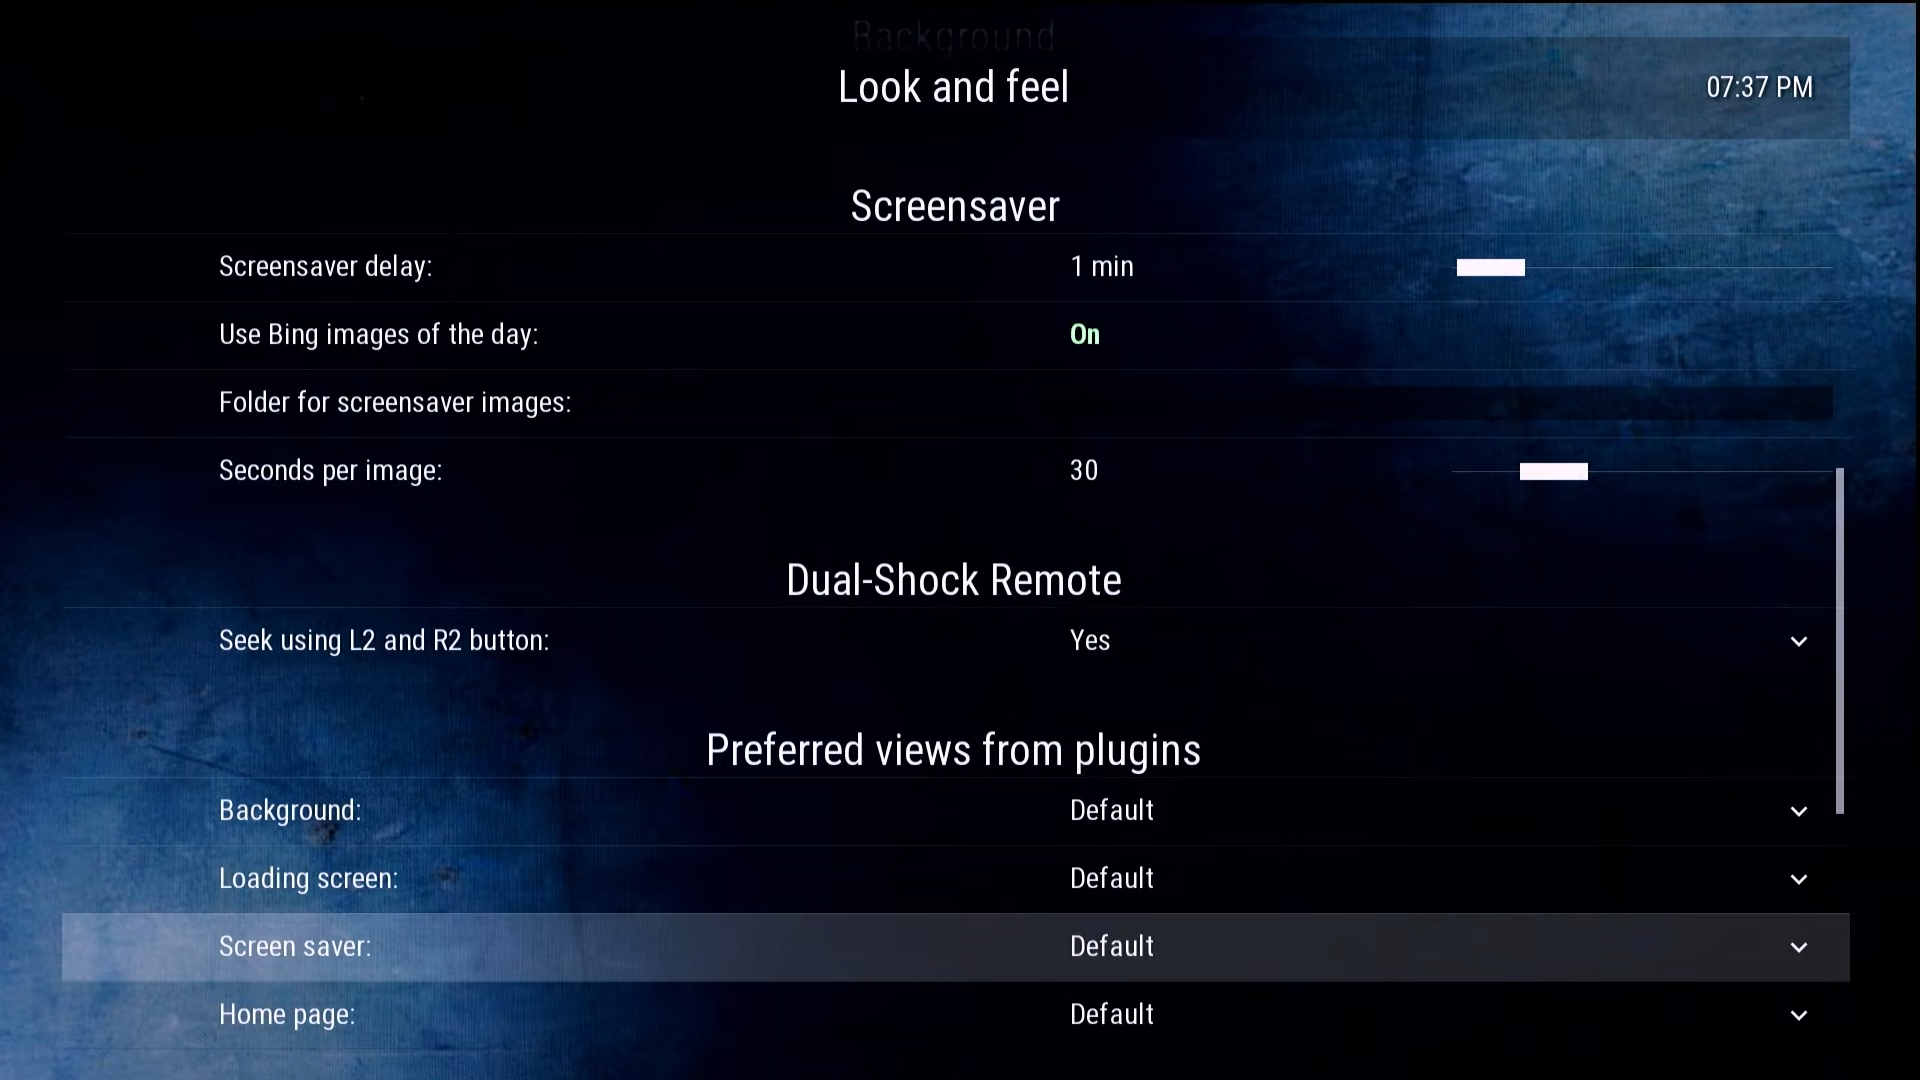 Background
Look and feel
07:37 PM
Screensaver
Screensaver delay: 1 min
Use Bing images of the day: On
Folder for screensaver images:
Seconds per image: 30
Dual-Shock Remote
Seek using L2 and R2 button: Yes
Preferred views from plugins
Background: Default
Loading screen: Default
Screen saver: Default
Home page: Default